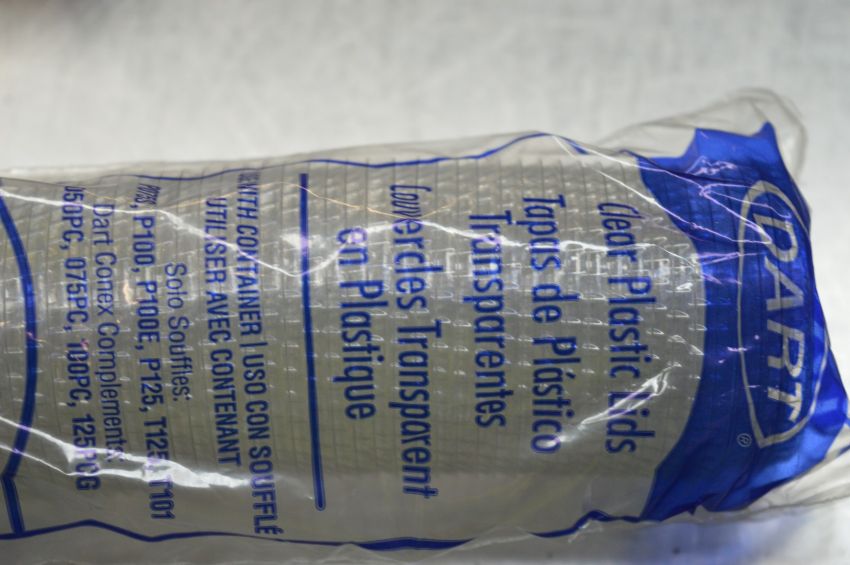 DART®
Clear Plastic Lids
Tapas de Plástico
Transparentes
Couvercles Transparent
en Plastique
WITH CONTAINER | USO CON SOUFFLÉ
UTILISER AVEC CONTENANT
Solo Souffles:
P100, P100E, P125, T125, T101
Dart Conex Complements
050PC, 075PC, 100PC, 125PCG